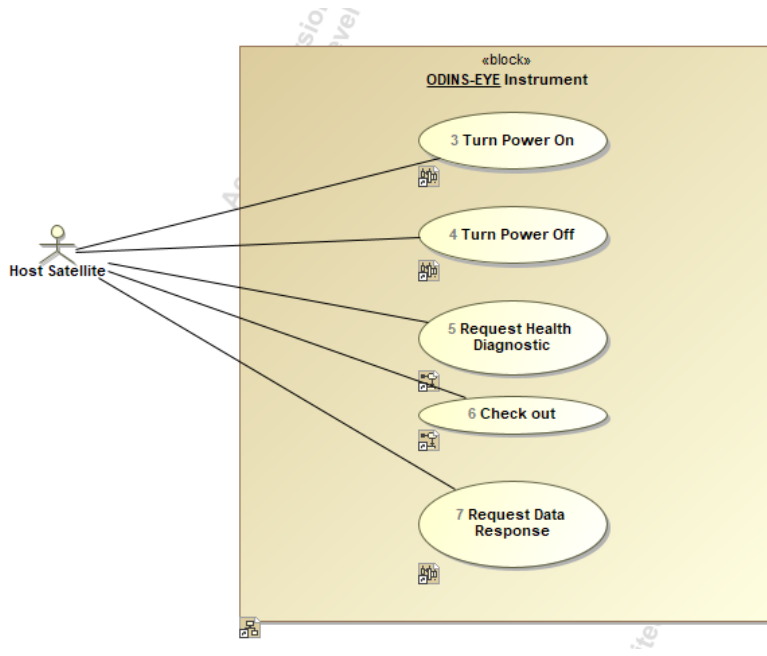 «block»
ODINS-EYE Instrument
3 Turn Power On
4 Turn Power Off
Host Satellite
5 Request Health
Diagnostic
6 Check out
7 Request Data
Response